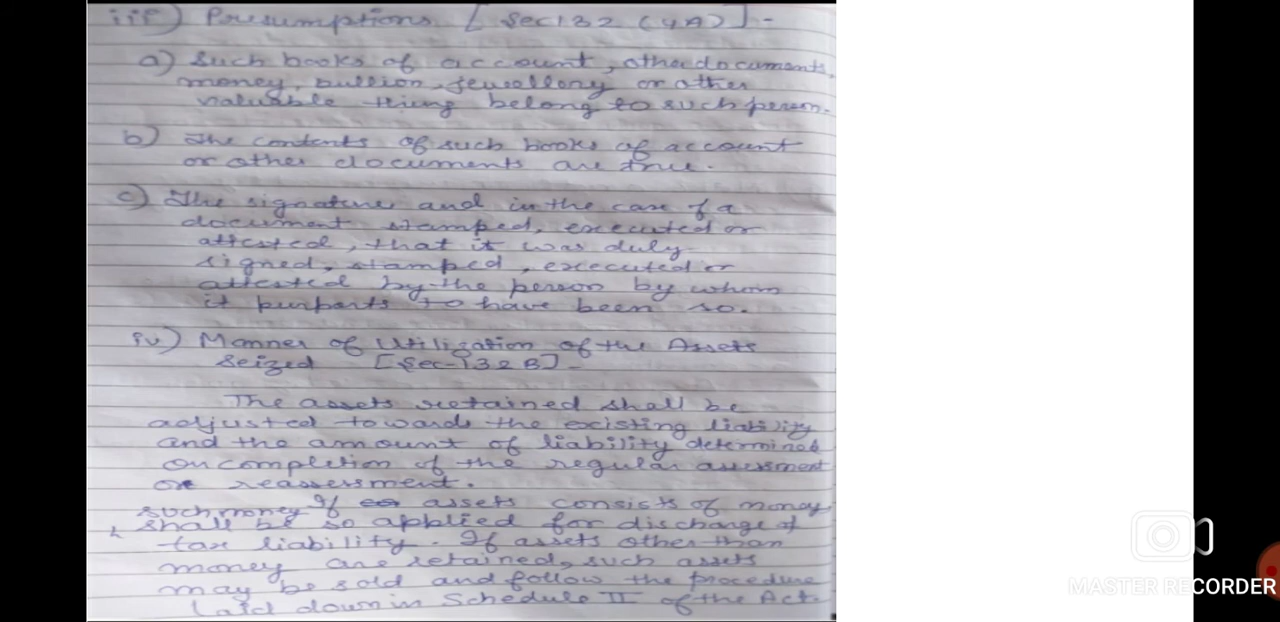 iii) Presumptions [Sec 132 (4A)] -
a) Such books of account, other documents,
money, bullion, jewellery or other
valuable thing belong to such person.
b) The contents of such books of account
or other documents are true.
c) The signature and in the case of a
document stamped, executed or
attested, that it was duly
signed, stamped, executed or
attested by the person by whom
it purports to have been so.
iv) Manner of Utilization of the Assets
Seized [Sec-132B] -
The assets retained shall be
adjusted towards the existing liability
and the amount of liability determined
on completion of the regular assessment
or reassessment.
If assets consists of money
such money
shall be so applied for discharge of
tax liability. If assets other than
money are retained, such assets
may be sold and follow the procedure
laid down in Schedule II of the Act.
MASTER RECORDER